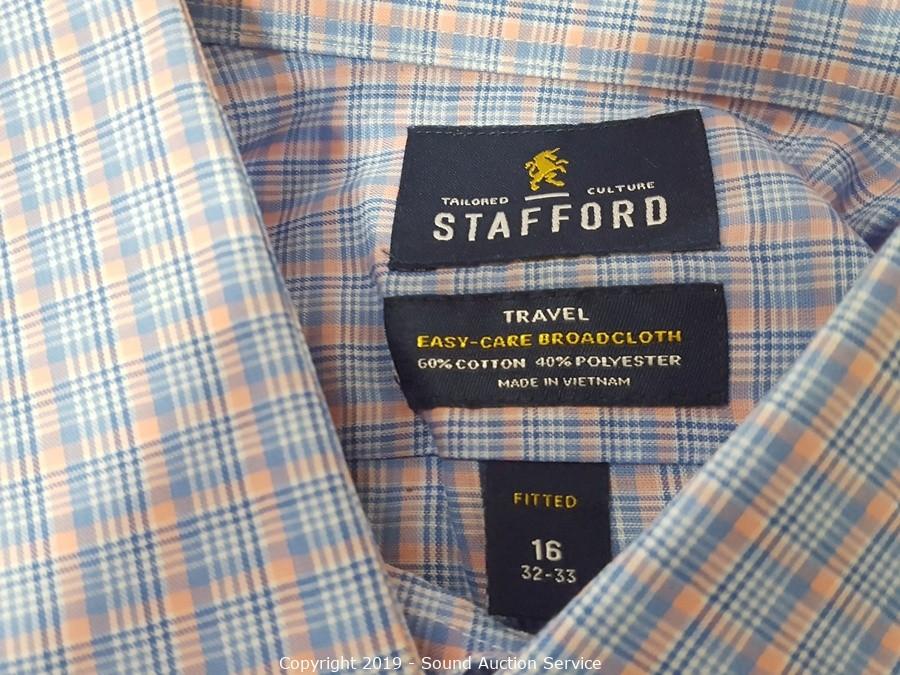 TAILORED CULTURE
STAFFORD
TRAVEL
EASY-CARE BROADCLOTH
60% COTTON 40% POLYESTER
MADE IN VIETNAM
FITTED
16
32-33
Copyright 2019 - Sound Auction Service